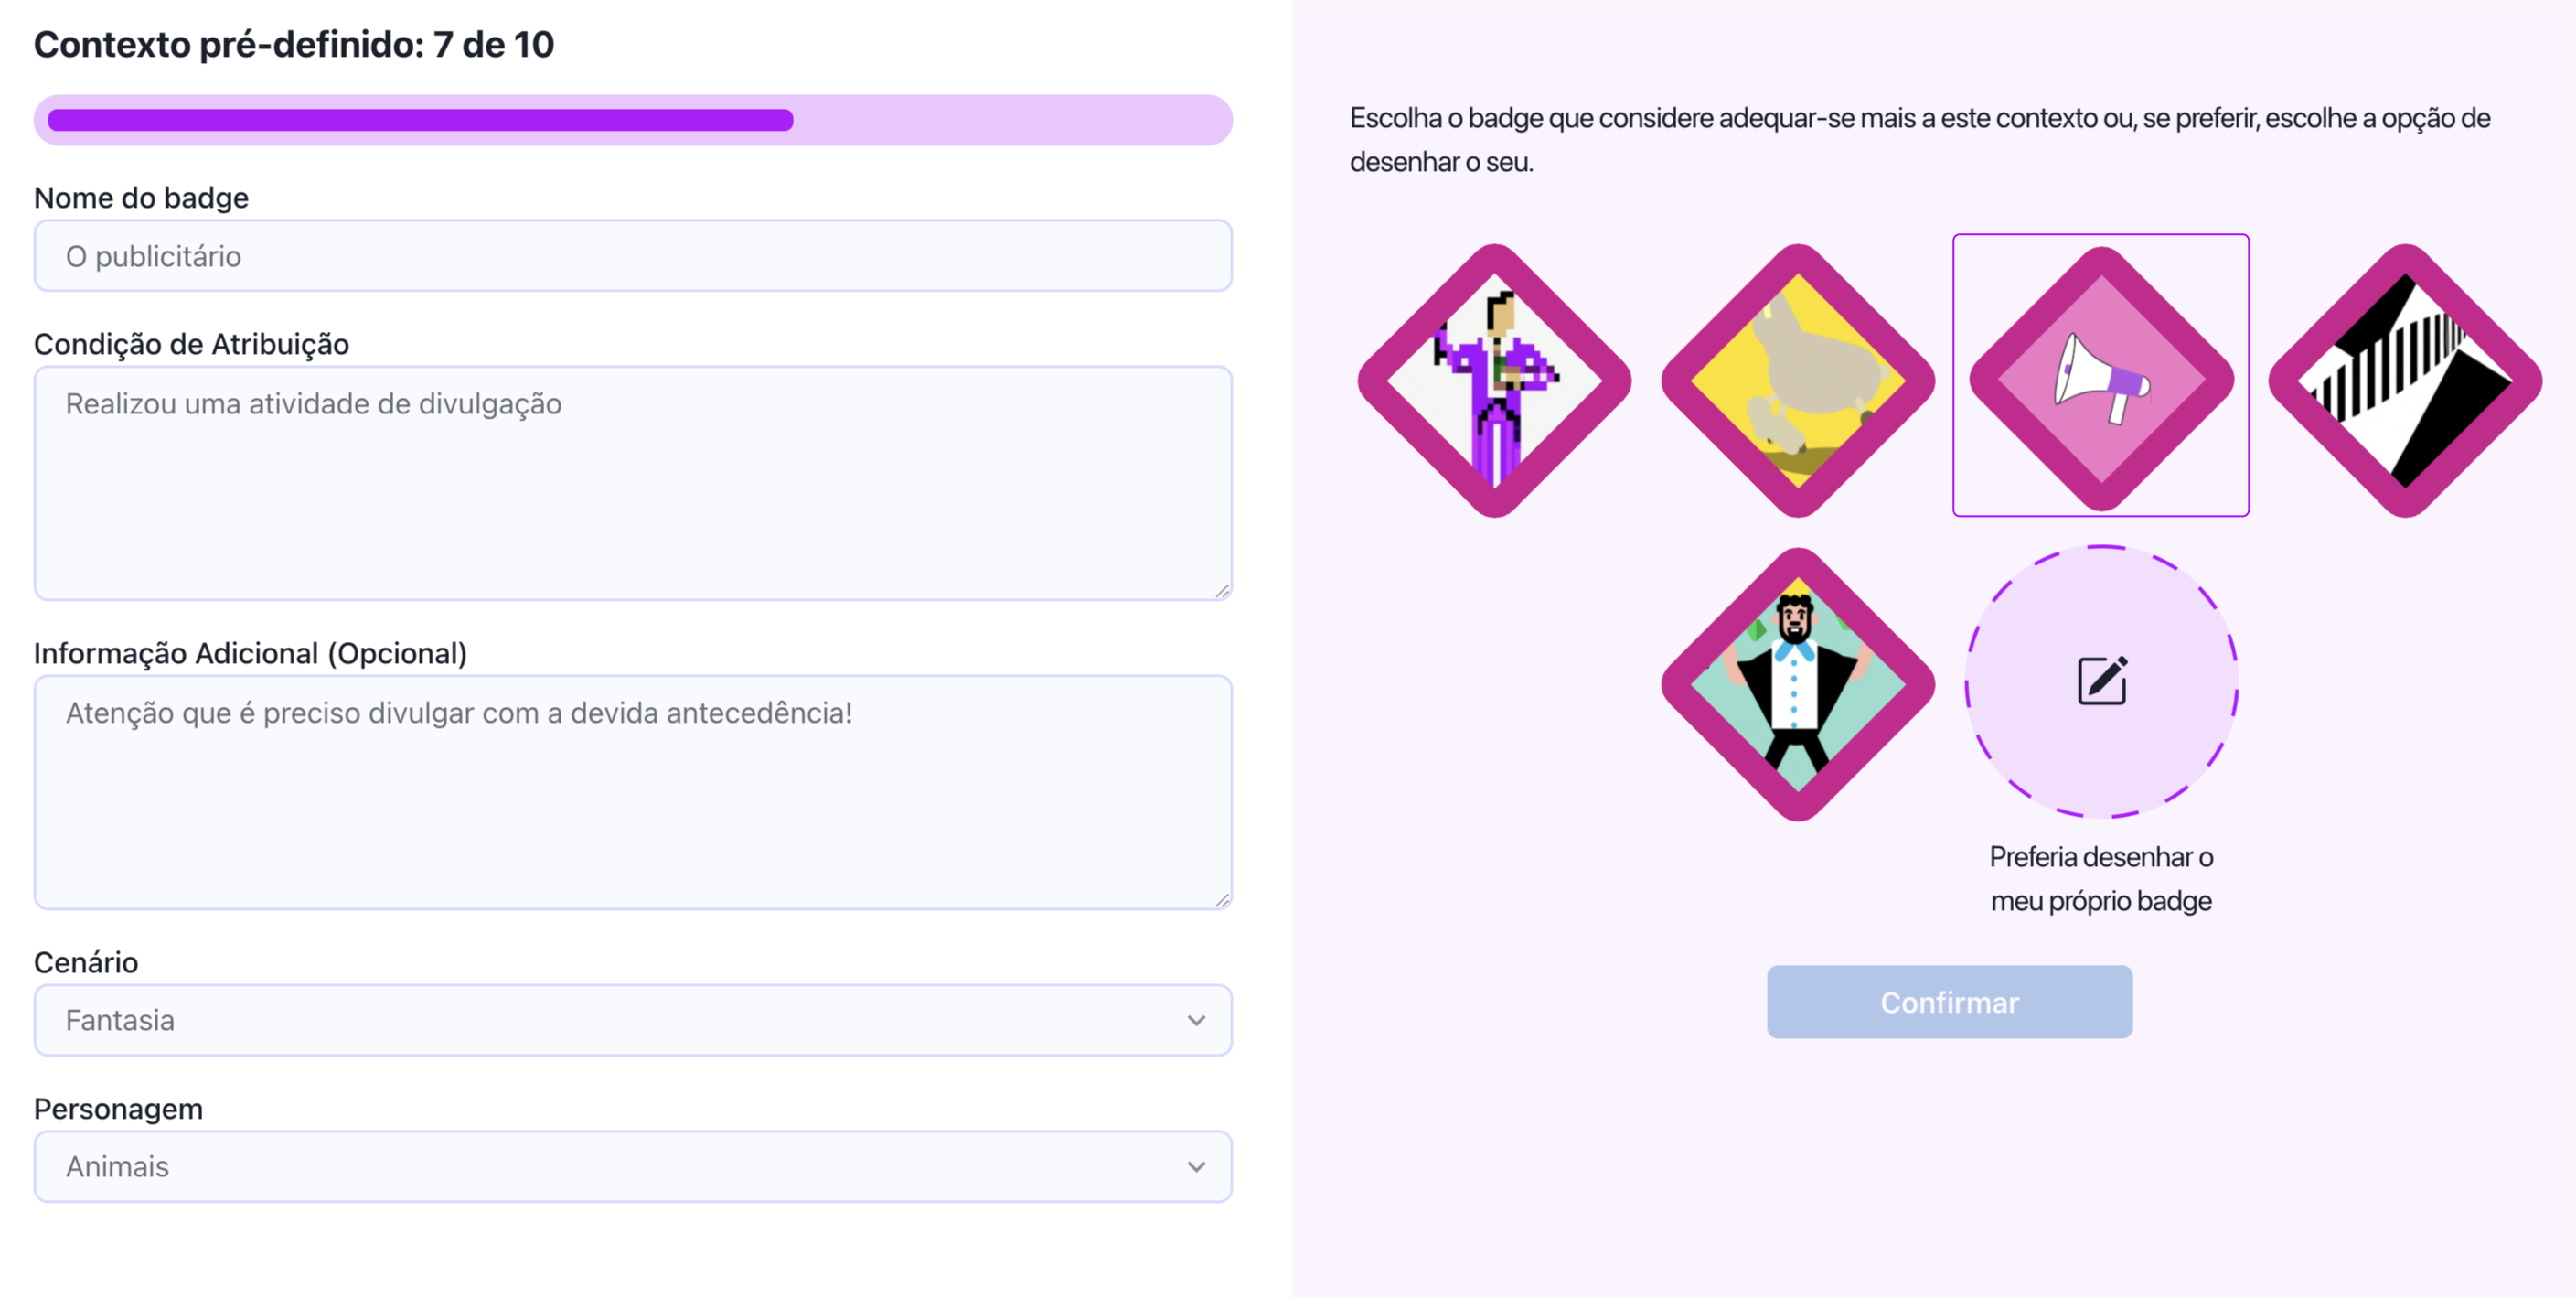 Contexto pré-definido: 7 de 10
Nome do badge
O publicitário
Condição de Atribuição
Realizou uma atividade de divulgação
Informação Adicional (Opcional)
Atenção que é preciso divulgar com a devida antecedência!
Cenário
Fantasia
Personagem
Animais
Escolha o badge que considere adequar-se mais a este contexto ou, se preferir, escolhe a opção de
desenhar o seu.
Preferia desenhar o
meu próprio badge
Confirmar